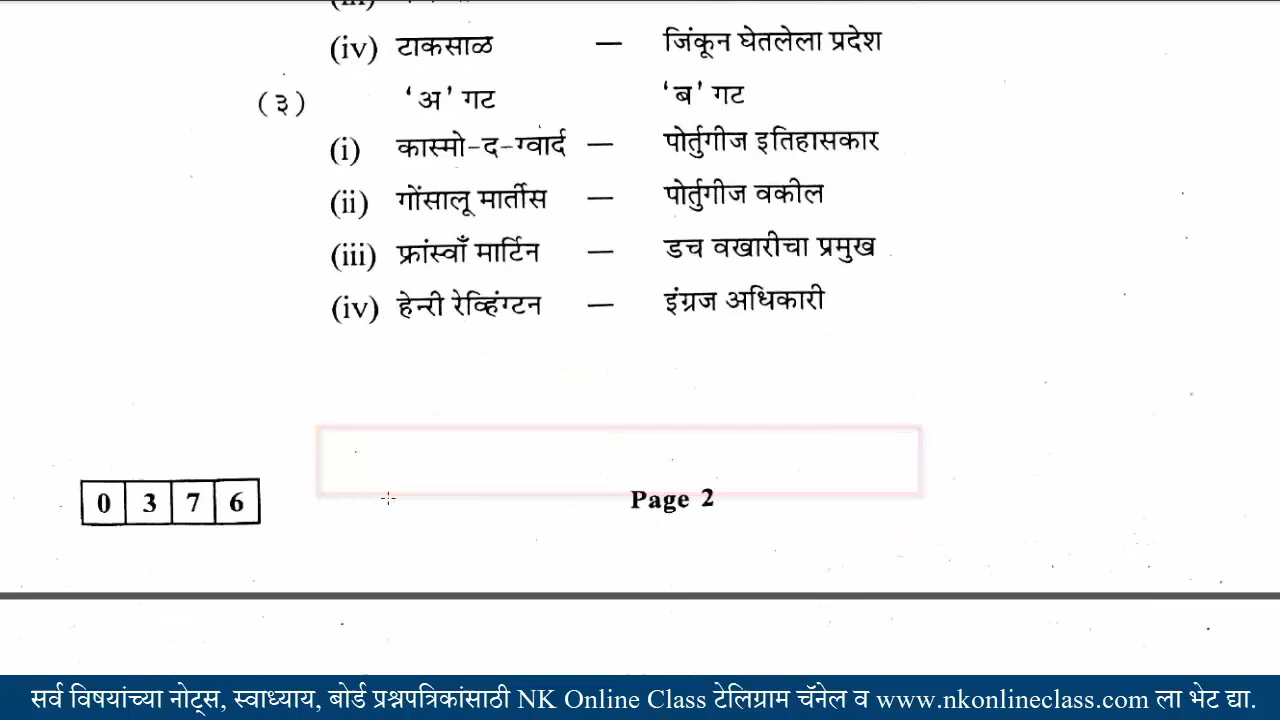 (iv) टाकसाळ — जिंकून घेतलेला प्रदेश
(३) 'अ' गट 'ब' गट
(i) कास्मो-द-ग्वार्द — पोर्तुगीज इतिहासकार
(ii) गोंसालू मार्तीस — पोर्तुगीज वकील
(iii) फ्रांस्वाँ मार्टिन — डच वखारीचा प्रमुख
(iv) हेन्री रेव्हिंग्टन — इंग्रज अधिकारी
0 3 7 6 Page 2
सर्व विषयांच्या नोट्स, स्वाध्याय, बोर्ड प्रश्नपत्रिकांसाठी NK Online Class टेलिग्राम चॅनेल व www.nkonlineclass.com ला भेट द्या.